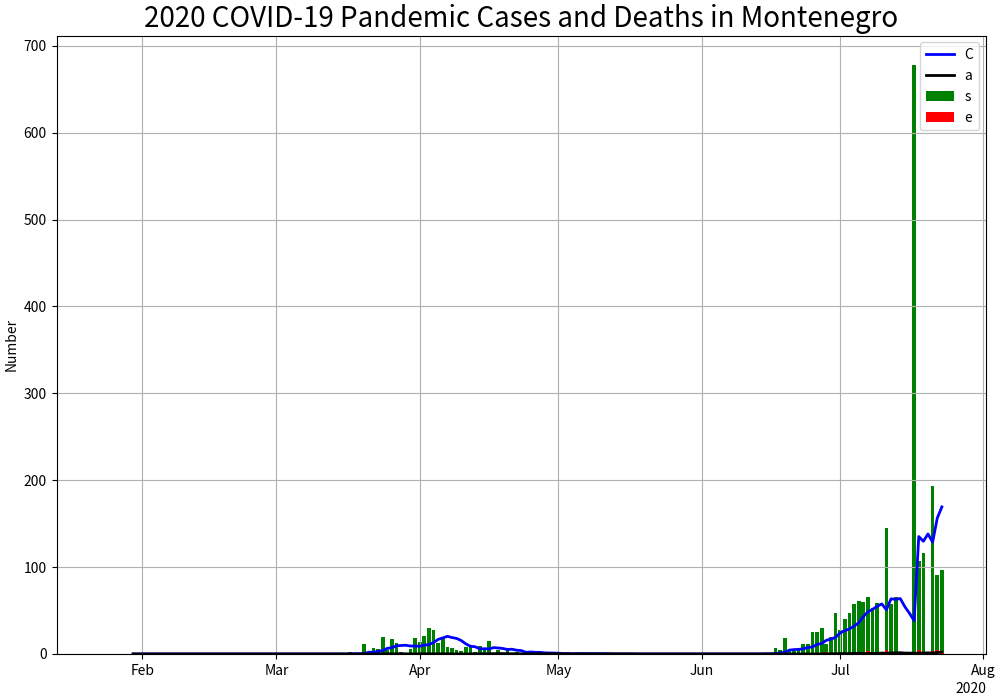 2020 COVID-19 Pandemic Cases and Deaths in Montenegro
700
600
500
400
300
200
100
0
Number
C
a
s
e
Feb Mar Apr May Jun Jul Aug
2020